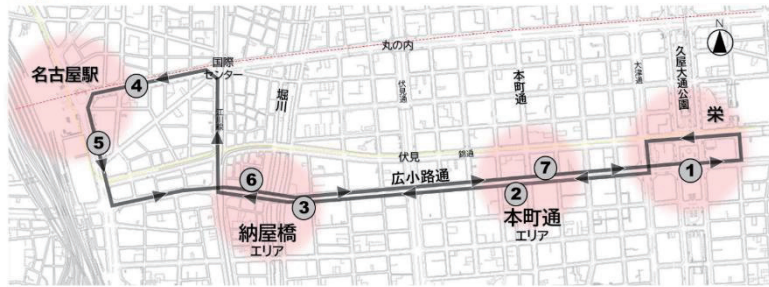 丸の内
N
名古屋駅
国際
センター
4
江川線
堀川
伏見通
本町通
大津通
久屋大通公園
栄
5
伏見
錦通
6
広小路通
7
1
3
2
納屋橋
エリア
本町通
エリア